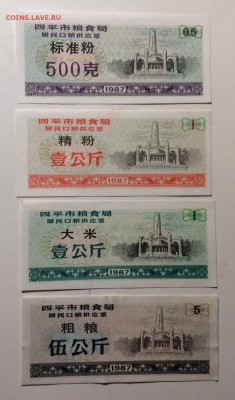 COINS.LAVE.RU
四平市粮食局
居民口粮供应票
0.5
标准粉
500克
1987
四平市粮食局
居民口粮供应票
1
精粉
壹公斤
1987
四平市粮食局
居民口粮供应票
1
大米
壹公斤
1987
四平市粮食局
居民口粮供应票
5
粗粮
伍公斤
1987